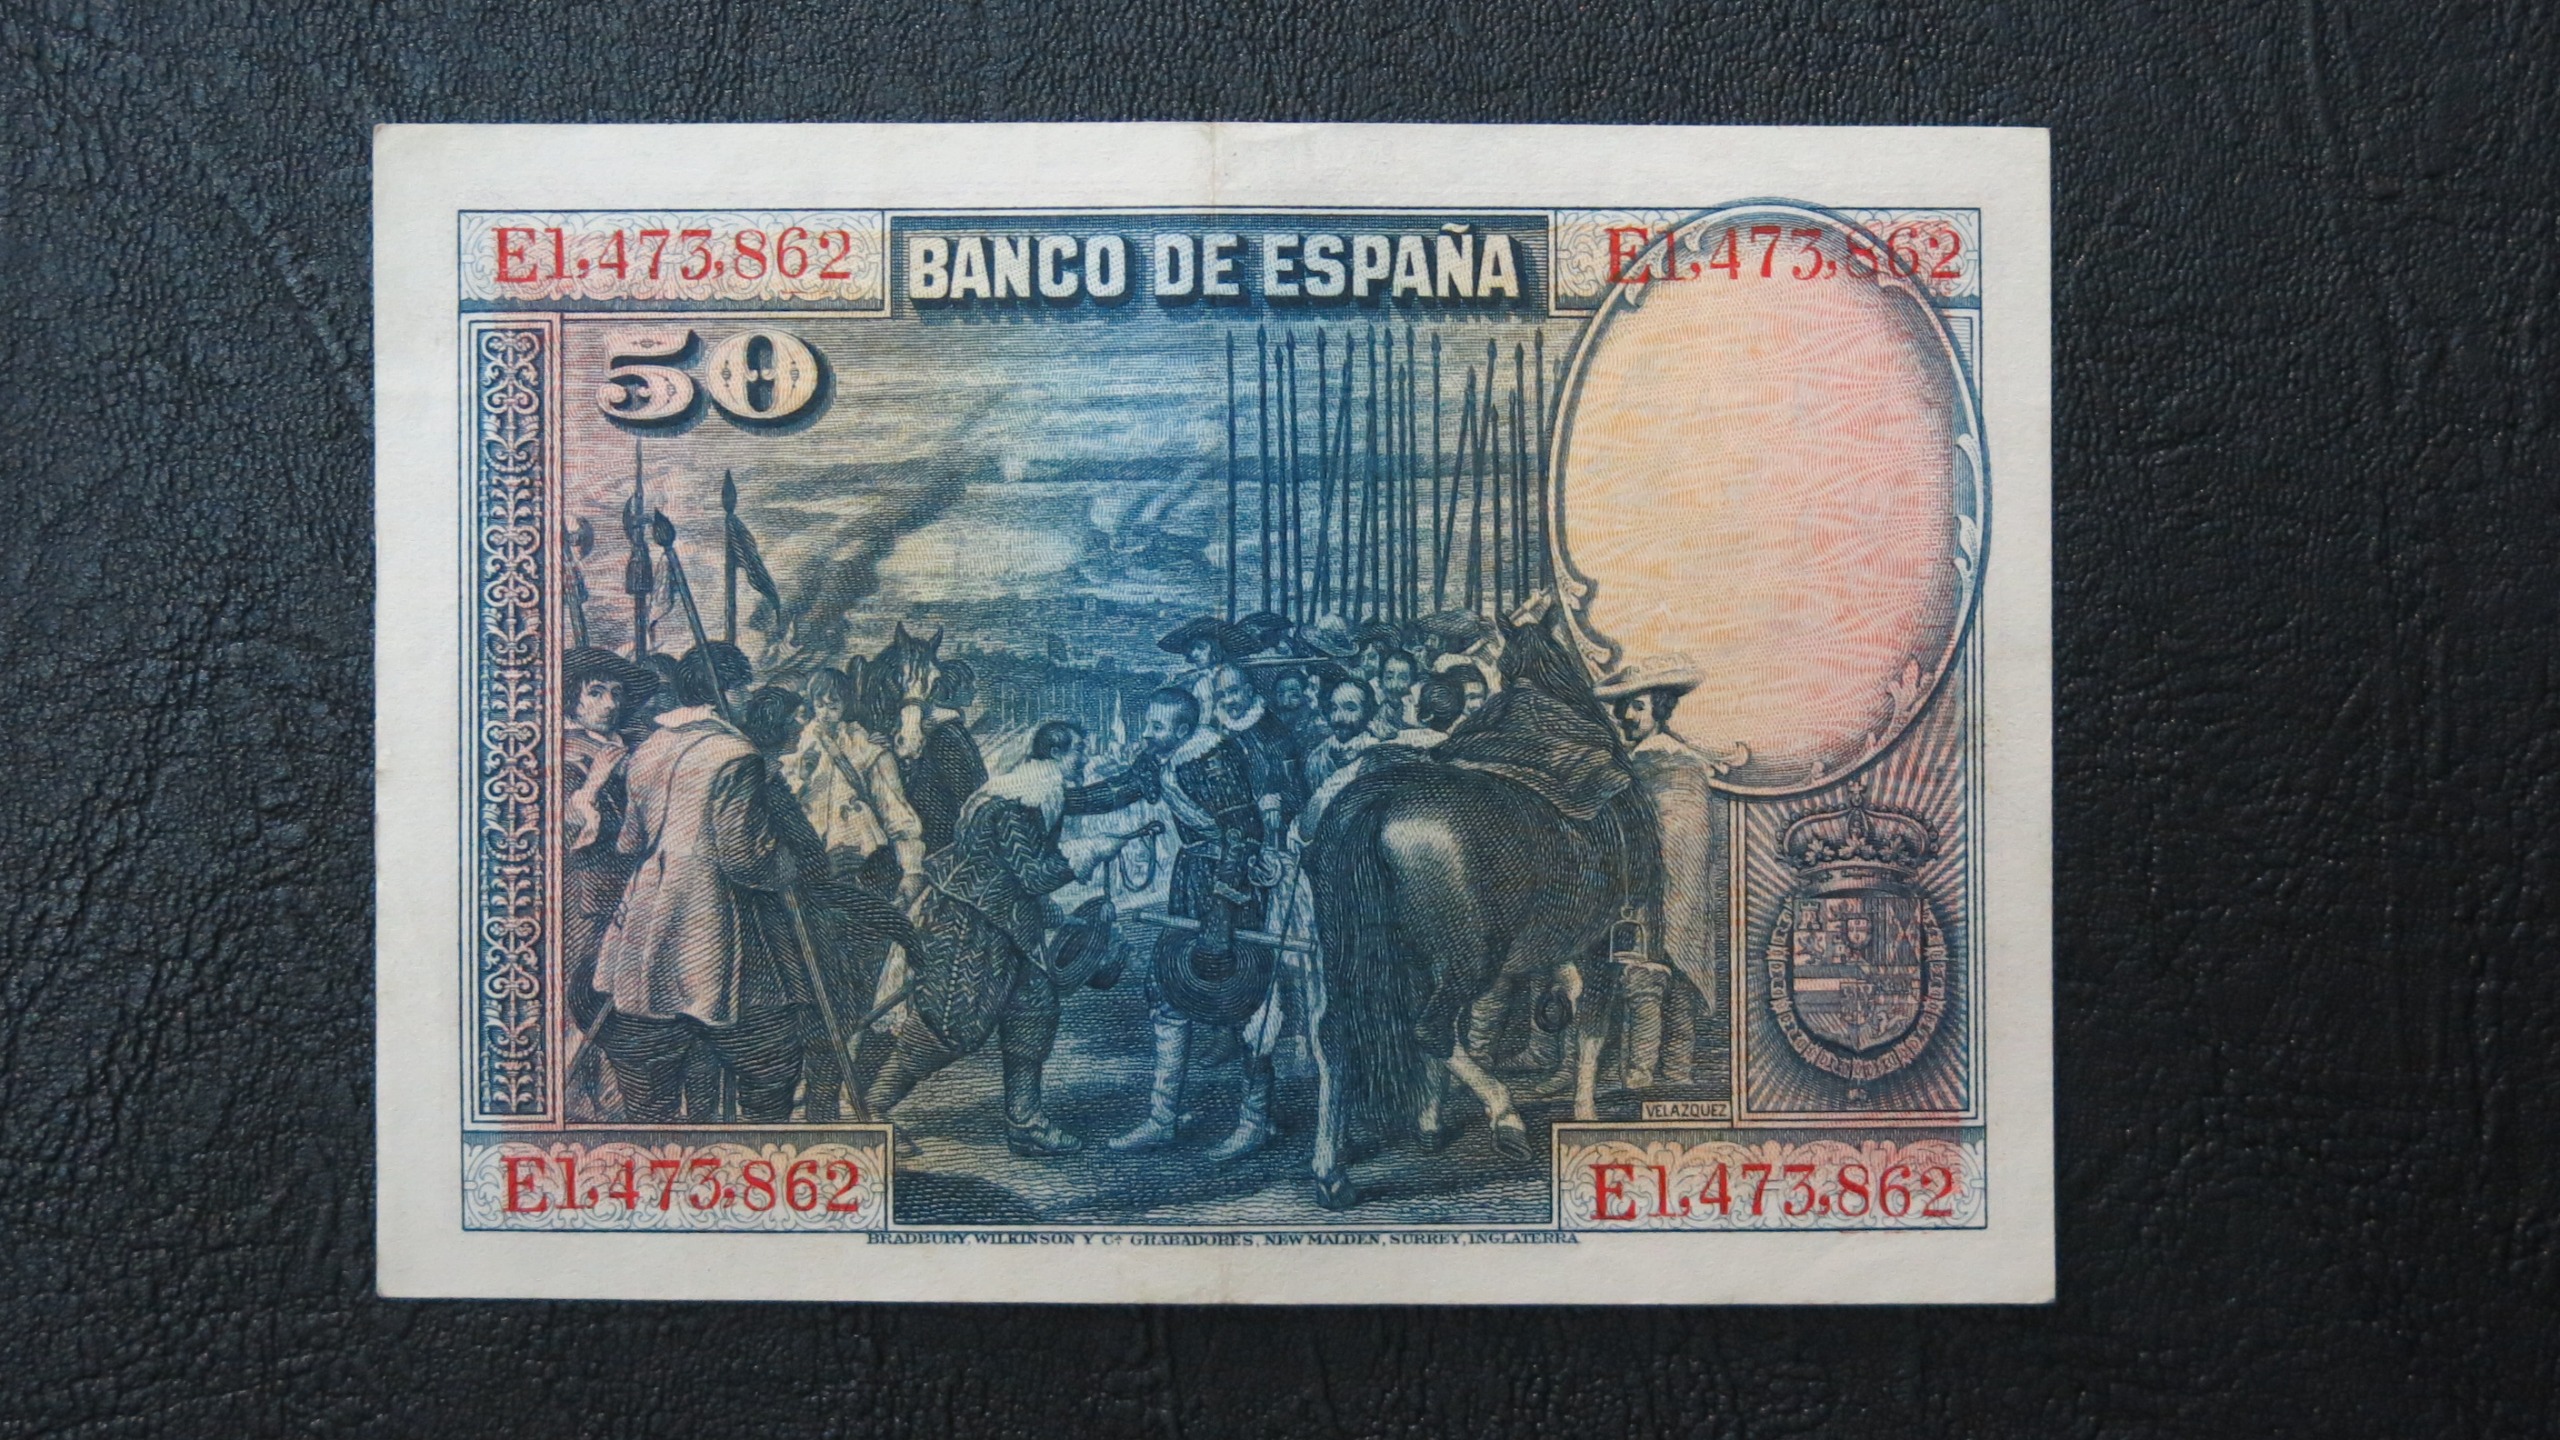 E1,473,862
BANCO DE ESPAÑA
E1,473,862
50
VELAZQUEZ
E1,473,862
E1,473,862
BRADBURY, WILKINSON Y Cª GRABADORES, NEW MALDEN, SURREY, INGLATERRA